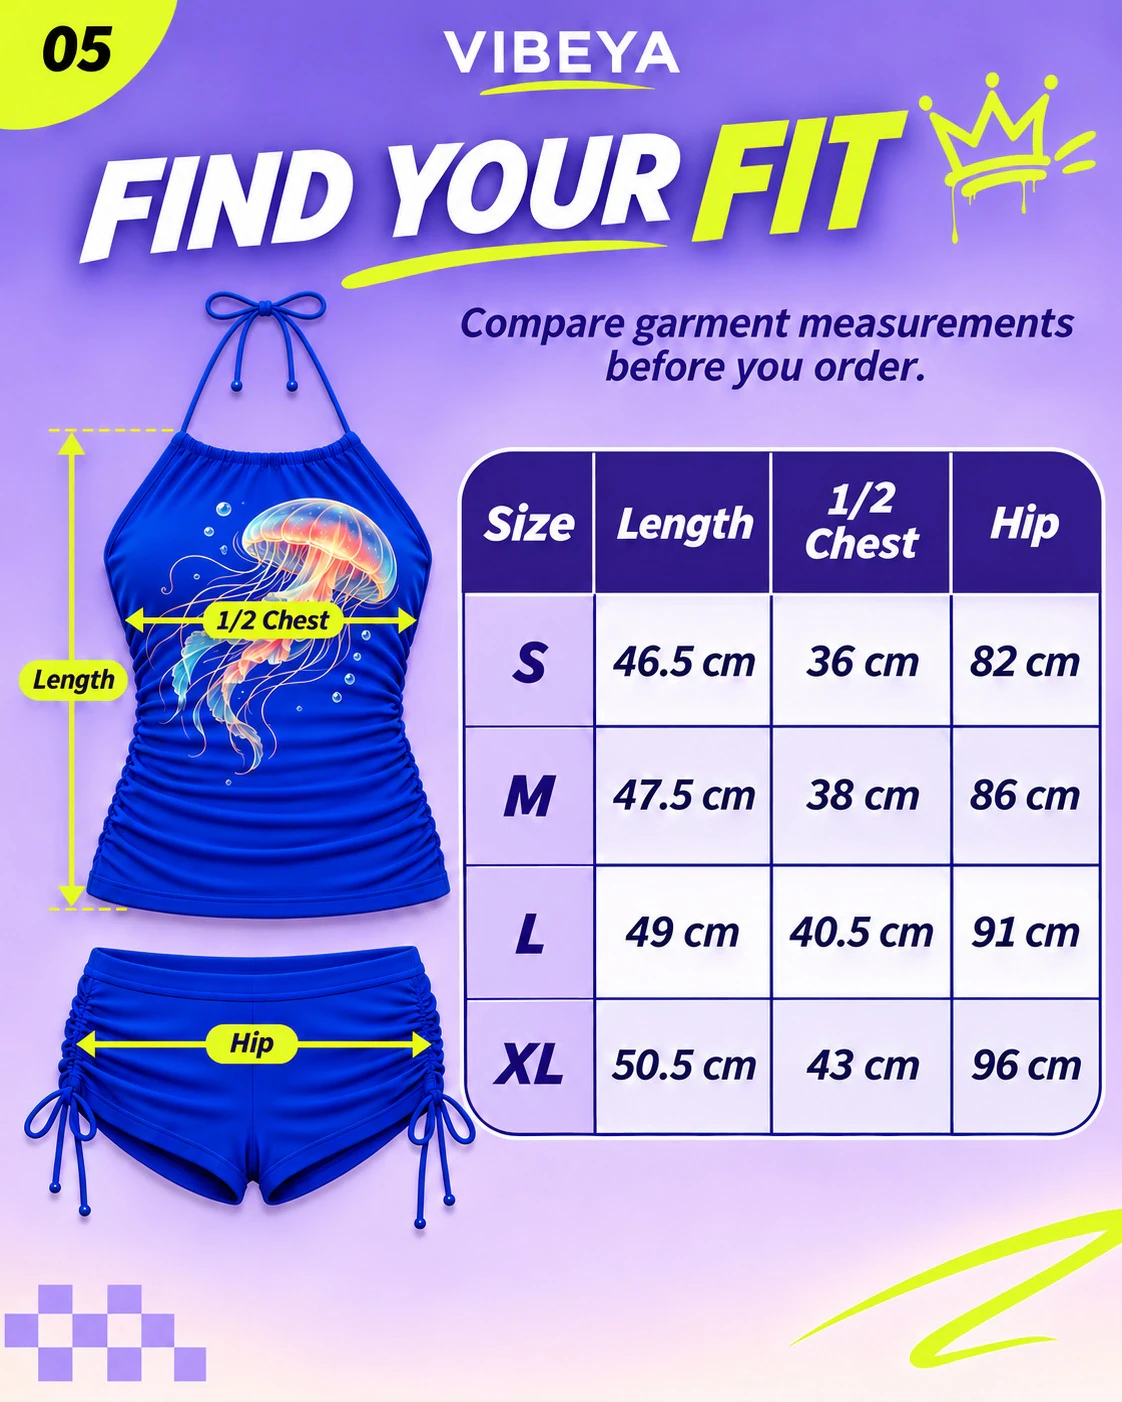 05
VIBEYA
FIND YOUR FIT
Compare garment measurements
before you order.
Length
1/2 Chest
Hip
Size Length 1/2 Chest Hip
S 46.5 cm 36 cm 82 cm
M 47.5 cm 38 cm 86 cm
L 49 cm 40.5 cm 91 cm
XL 50.5 cm 43 cm 96 cm